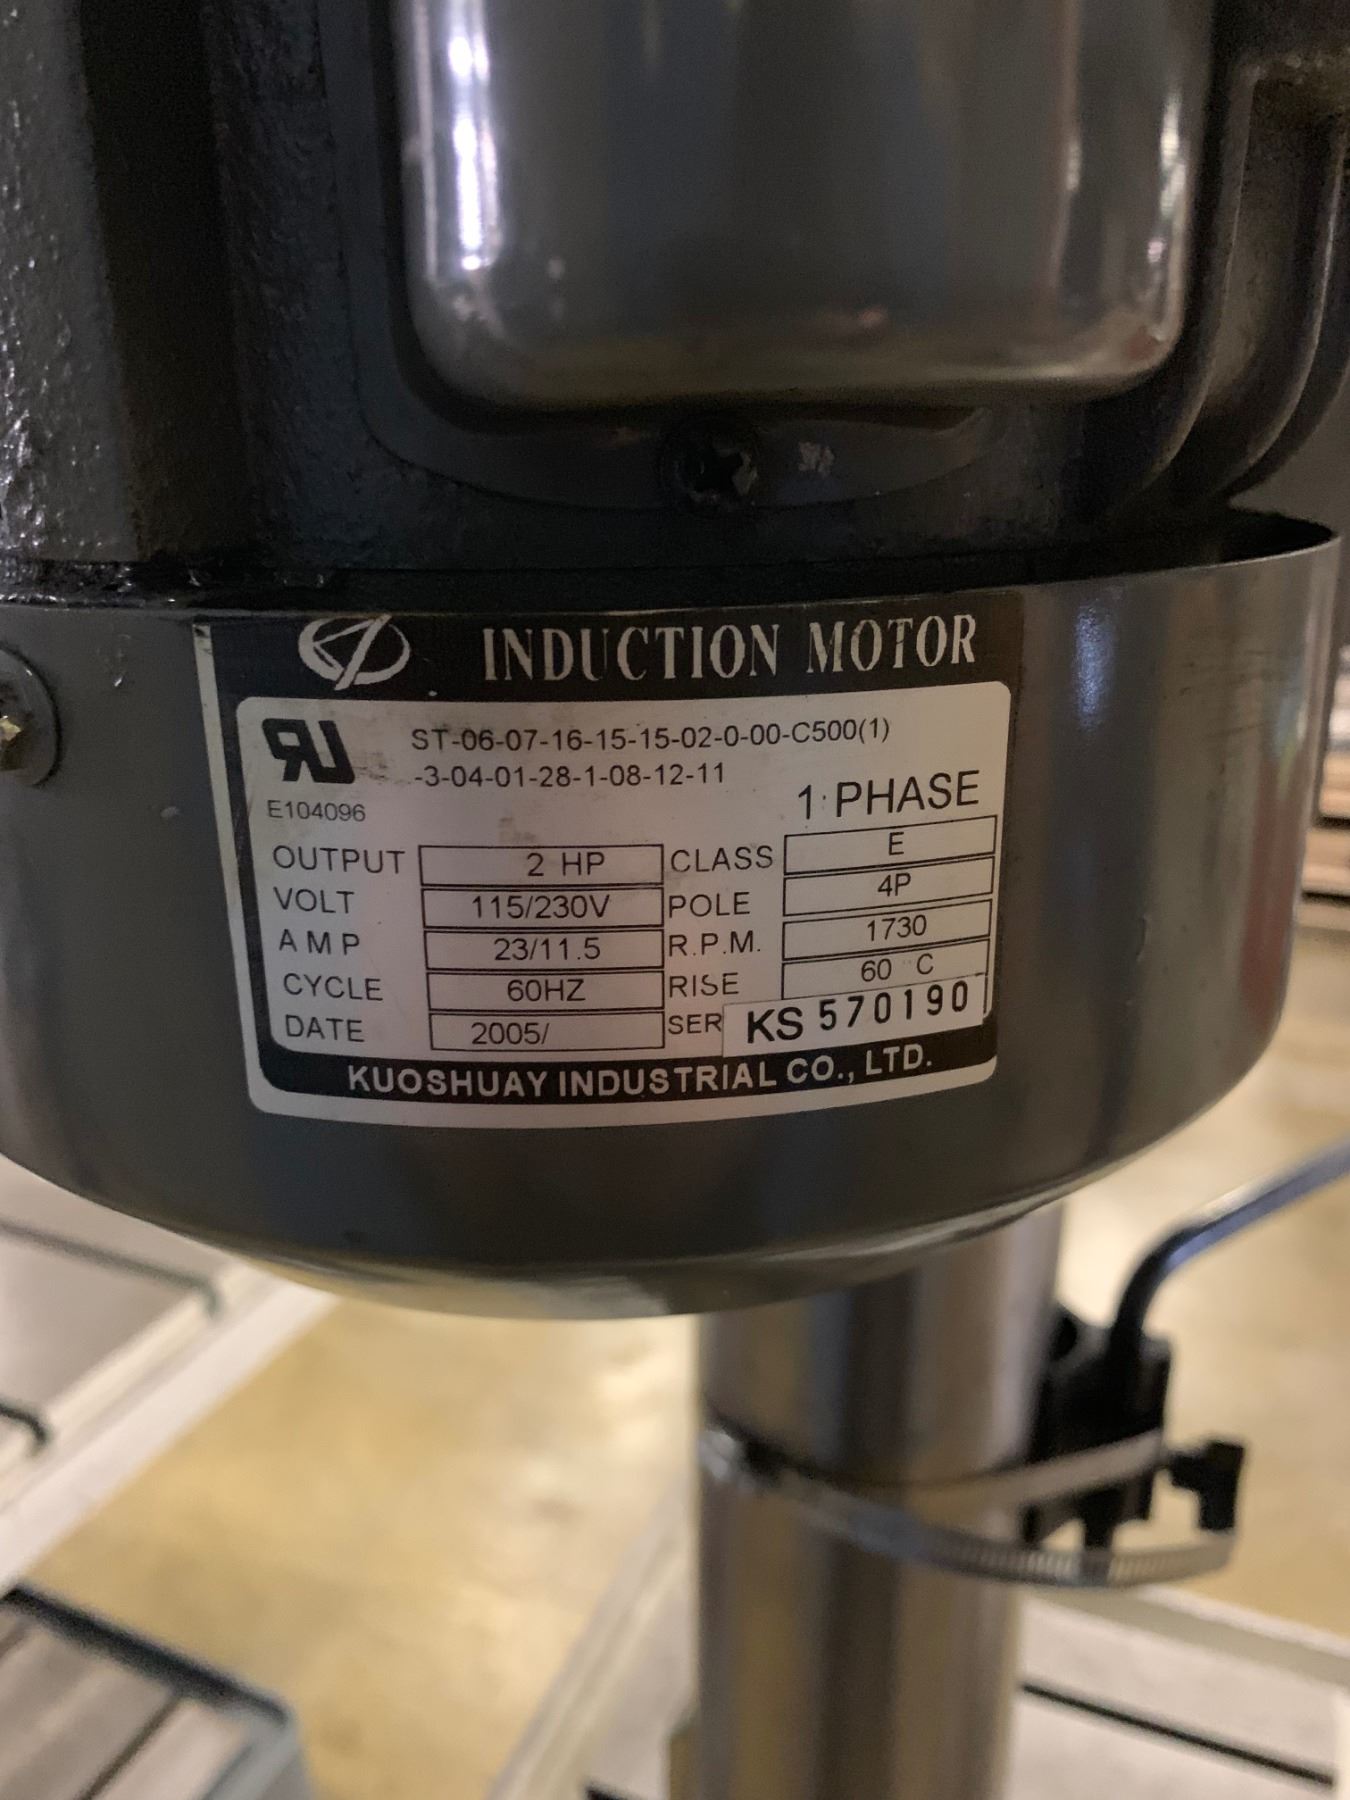 INDUCTION MOTOR
ST-06-07-16-15-15-02-0-00-C500(1)
-3-04-01-28-1-08-12-11
E104096
1 PHASE
OUTPUT 2 HP CLASS E
VOLT 115/230V POLE 4P
AMP 23/11.5 R.P.M. 1730
CYCLE 60HZ RISE 60 C
DATE 2005/ SER KS 570190
KUOSHUAY INDUSTRIAL CO., LTD.